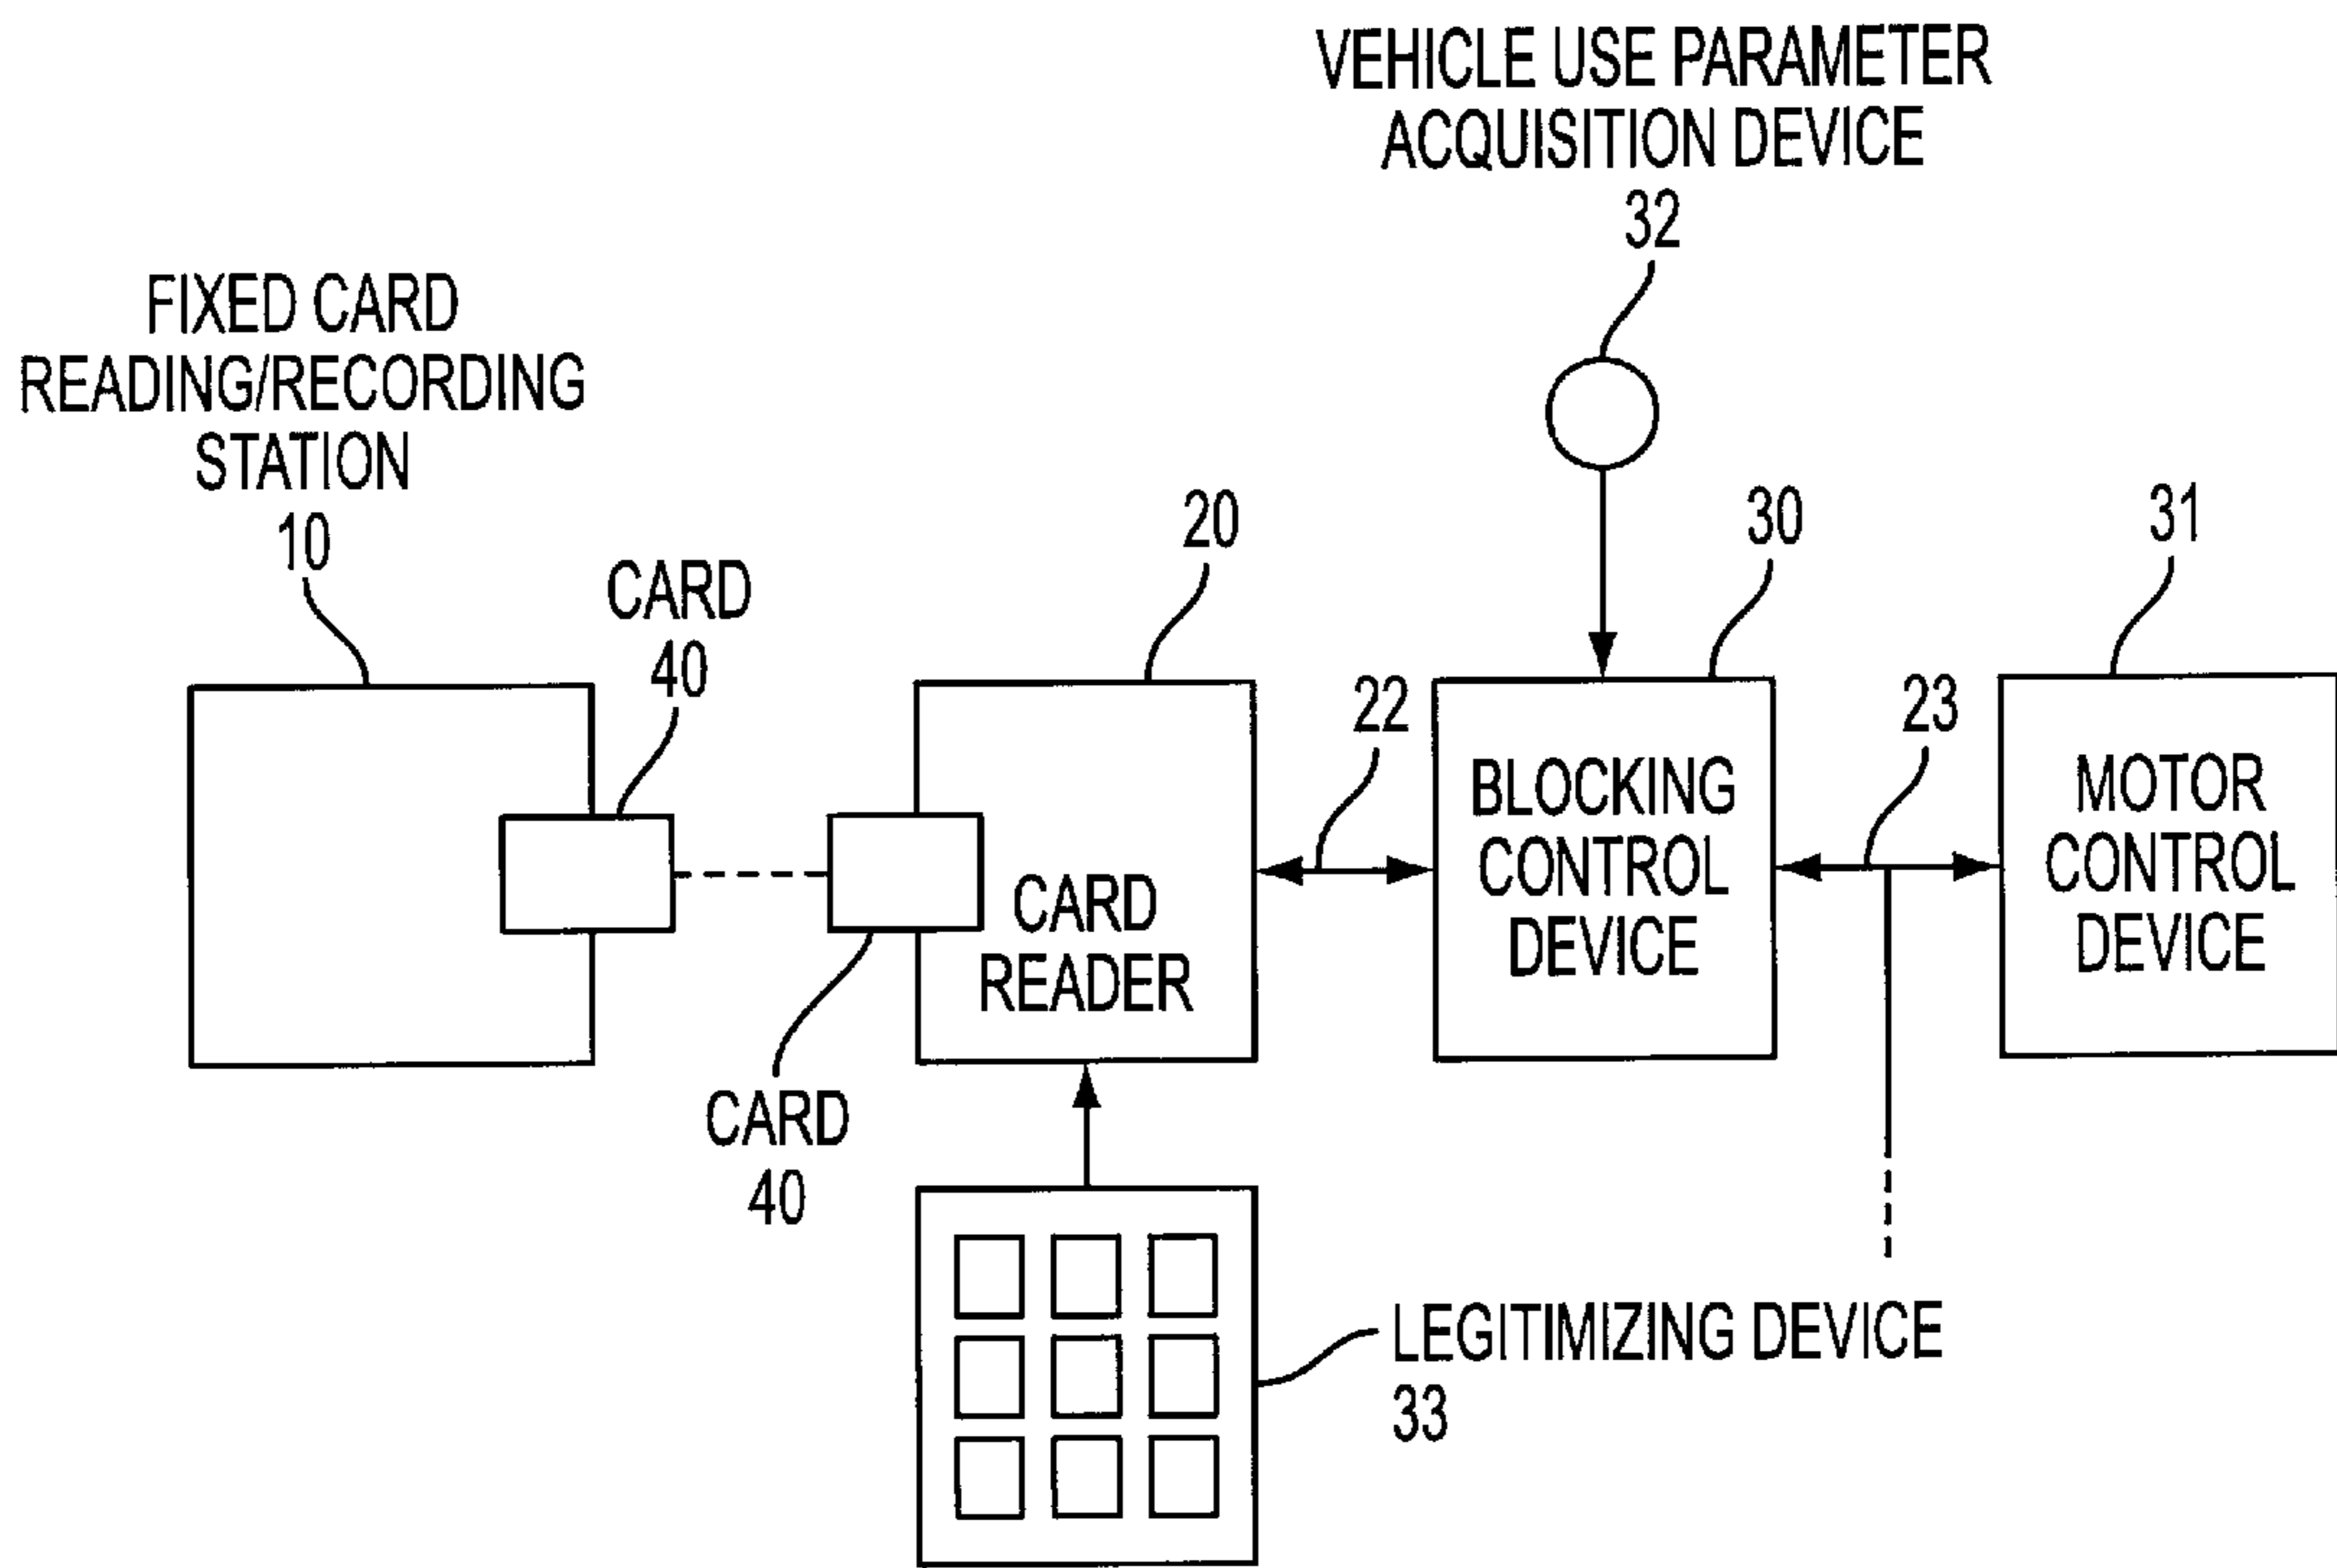 VEHICLE USE PARAMETER
ACQUISITION DEVICE
32
FIXED CARD
READING/RECORDING
STATION
10
CARD
40
20
30
31
22
23
BLOCKING
CONTROL
DEVICE
MOTOR
CONTROL
DEVICE
CARD
READER
CARD
40
LEGITIMIZING DEVICE
33